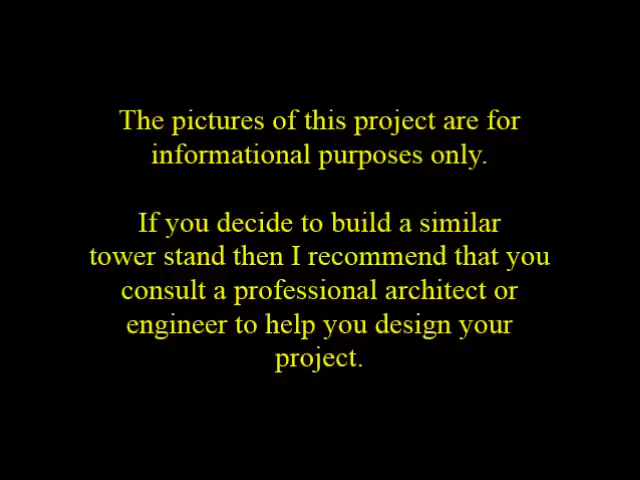 The pictures of this project are for
informational purposes only.
If you decide to build a similar
tower stand then I recommend that you
consult a professional architect or
engineer to help you design your
project.